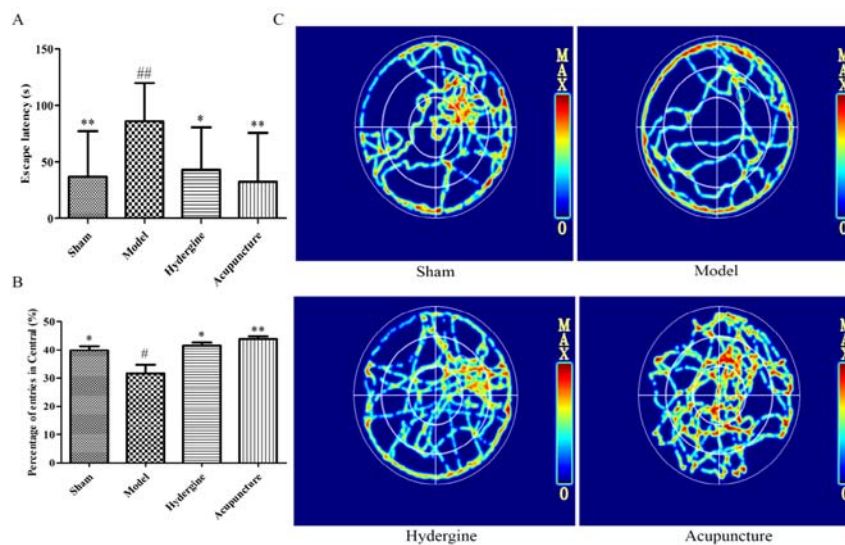 A
Escape latency (s)
150
100
50
0
**
##
*
**
Sham
Model
Hydergine
Acupuncture
B
Percentage of entries in Central (%)
50
40
30
20
10
0
*
#
*
**
Sham
Model
Hydergine
Acupuncture
C
MAX
0
Sham
MAX
0
Model
MAX
0
Hydergine
MAX
0
Acupuncture